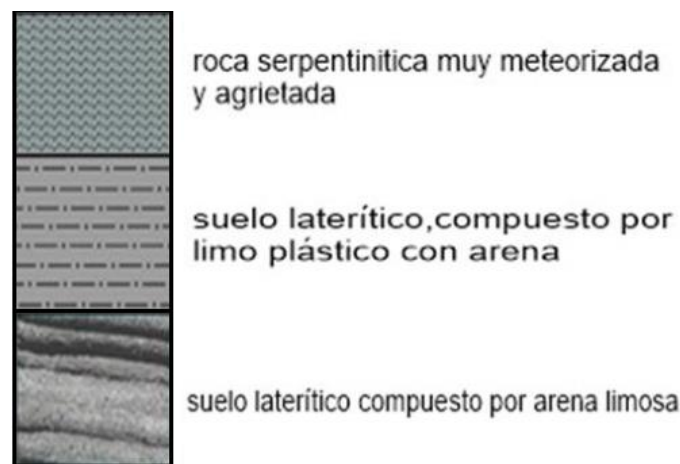 roca serpentinitica muy meteorizada
y agrietada
suelo laterítico,compuesto por
limo plástico con arena
suelo laterítico compuesto por arena limosa